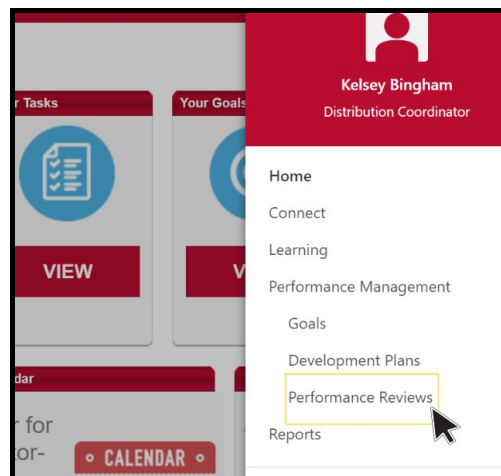 Kelsey Bingham
Distribution Coordinator
r Tasks
Your Goals
VIEW
V
Home
Connect
Learning
Performance Management
Goals
Development Plans
Performance Reviews
Reports
dar
r for
tor-
CALENDAR